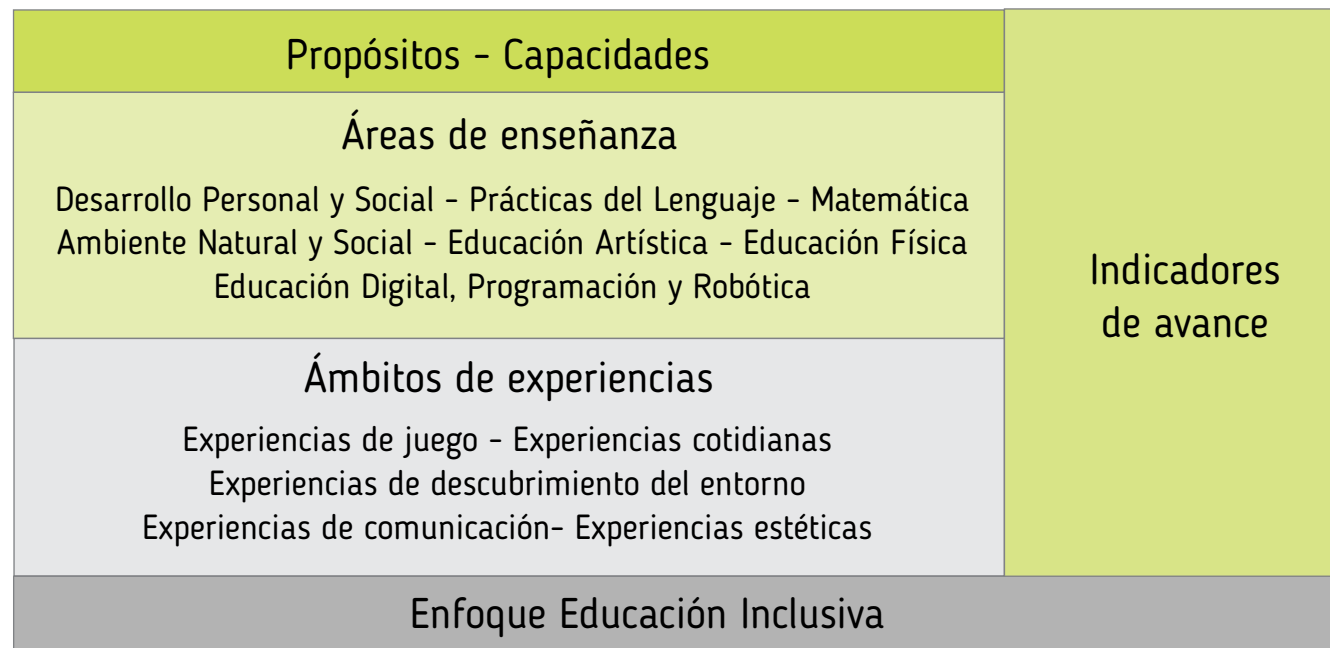 Propósitos - Capacidades
Áreas de enseñanza
Desarrollo Personal y Social - Prácticas del Lenguaje - Matemática
Ambiente Natural y Social - Educación Artística - Educación Física
Educación Digital, Programación y Robótica
Ámbitos de experiencias
Experiencias de juego - Experiencias cotidianas
Experiencias de descubrimiento del entorno
Experiencias de comunicación- Experiencias estéticas
Indicadores
de avance
Enfoque Educación Inclusiva